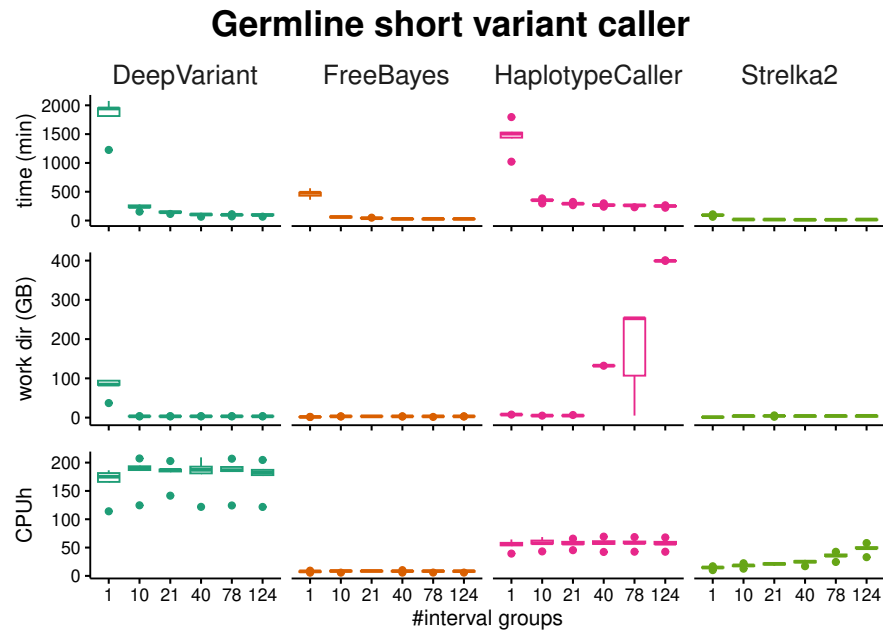 Germline short variant caller
DeepVariant FreeBayes HaplotypeCaller Strelka2
time (min)
2000
1500
1000
500
0
work dir (GB)
400
300
200
100
0
CPUh
200
150
100
50
0
1 10 21 40 78 124 1 10 21 40 78 124 1 10 21 40 78 124 1 10 21 40 78 124
#interval groups